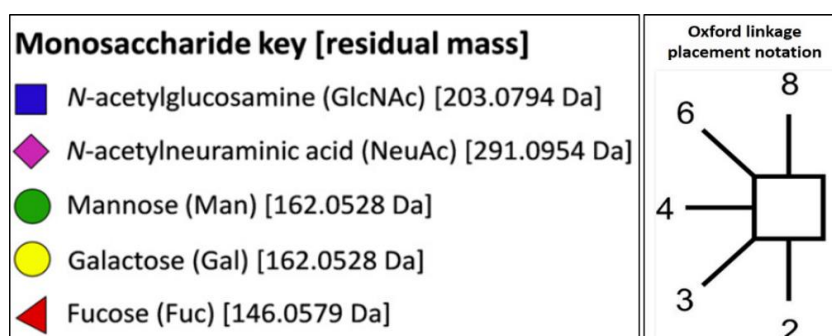 Monosaccharide key [residual mass]
N-acetylglucosamine (GlcNAc) [203.0794 Da]
N-acetylneuraminic acid (NeuAc) [291.0954 Da]
Mannose (Man) [162.0528 Da]
Galactose (Gal) [162.0528 Da]
Fucose (Fuc) [146.0579 Da]
Oxford linkage
placement notation
8
6
4
3
2